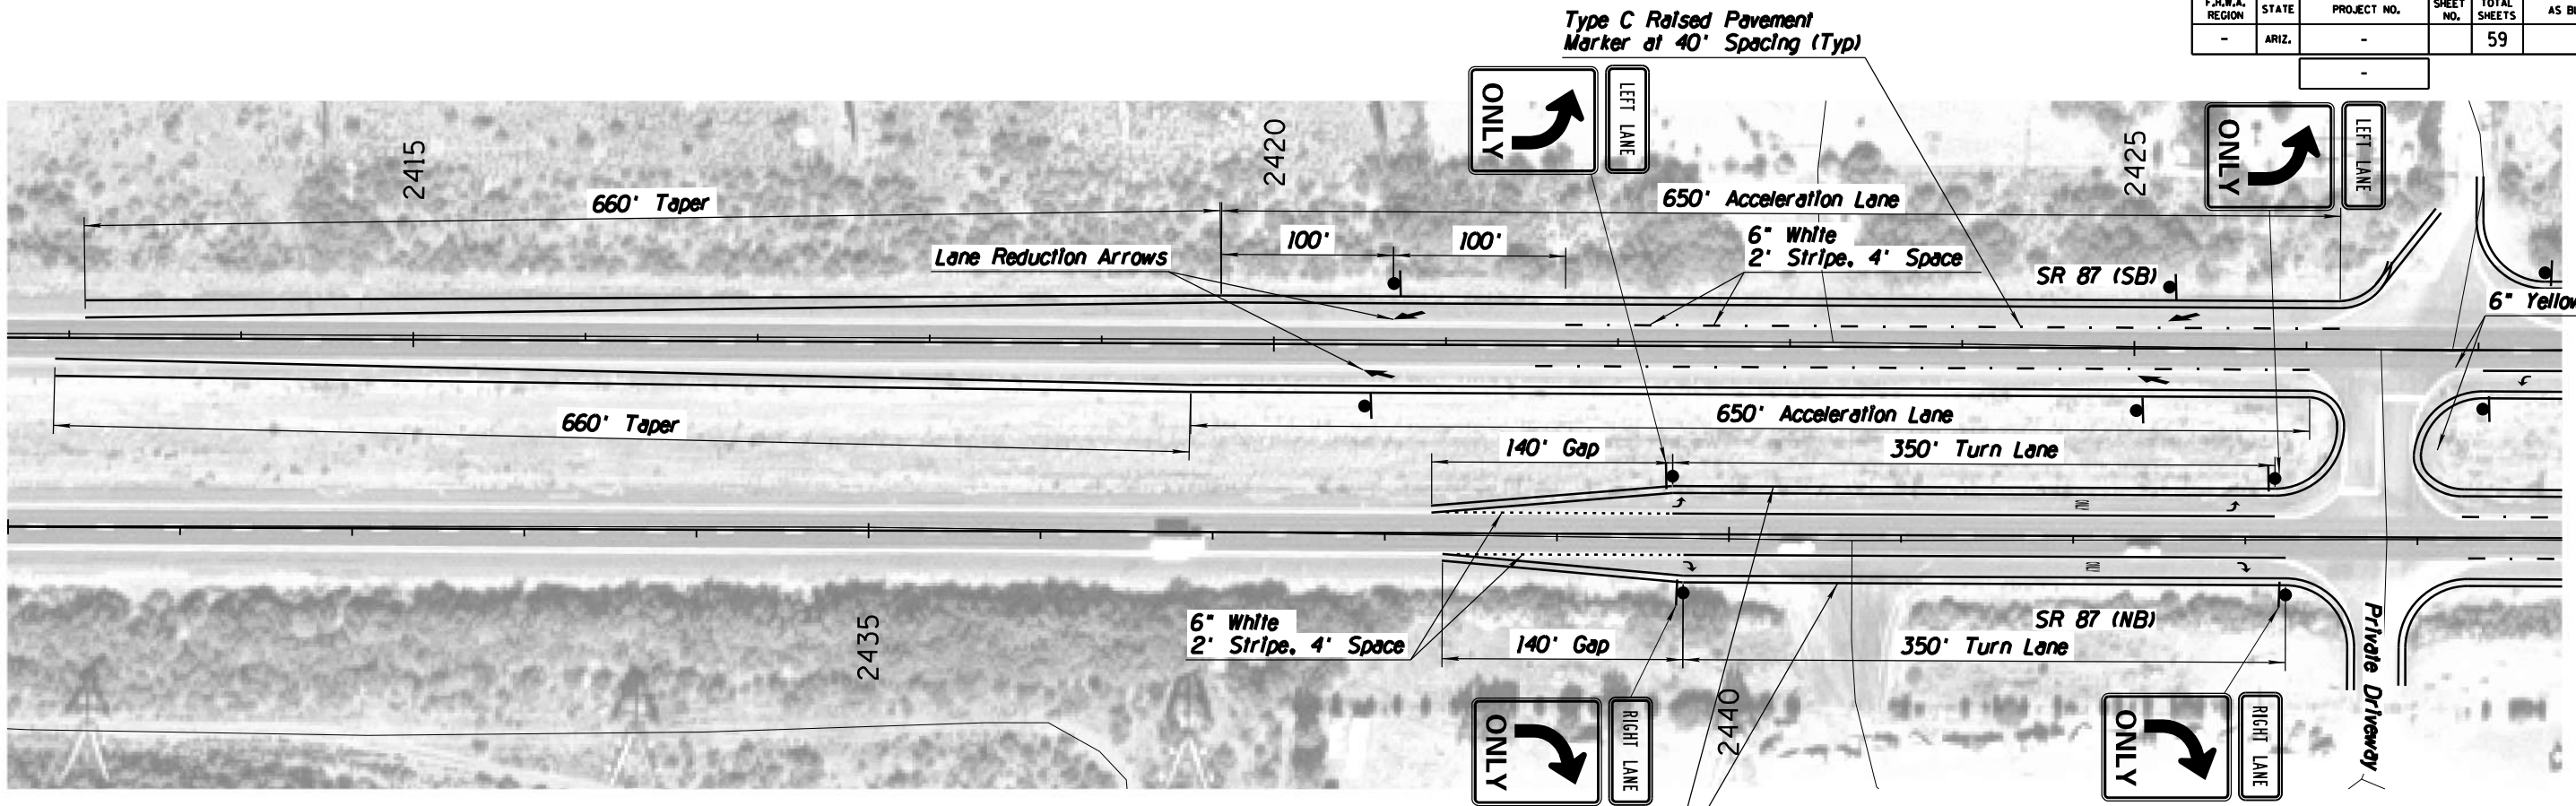 F.H.W.A. REGION
STATE
PROJECT NO.
SHEET NO.
TOTAL SHEETS
-
ARIZ.
-
59
-
Type C Raised Pavement
Marker at 40' Spacing (Typ)
ONLY
LEFT LANE
ONLY
LEFT LANE
2415
2420
2425
660' Taper
650' Acceleration Lane
100'
100'
Lane Reduction Arrows
6" White
2' Stripe, 4' Space
SR 87 (SB)
6" Yellow
660' Taper
650' Acceleration Lane
140' Gap
350' Turn Lane
6" White
2' Stripe, 4' Space
2435
140' Gap
SR 87 (NB)
350' Turn Lane
2440
Private Driveway
ONLY
RIGHT LANE
ONLY
RIGHT LANE